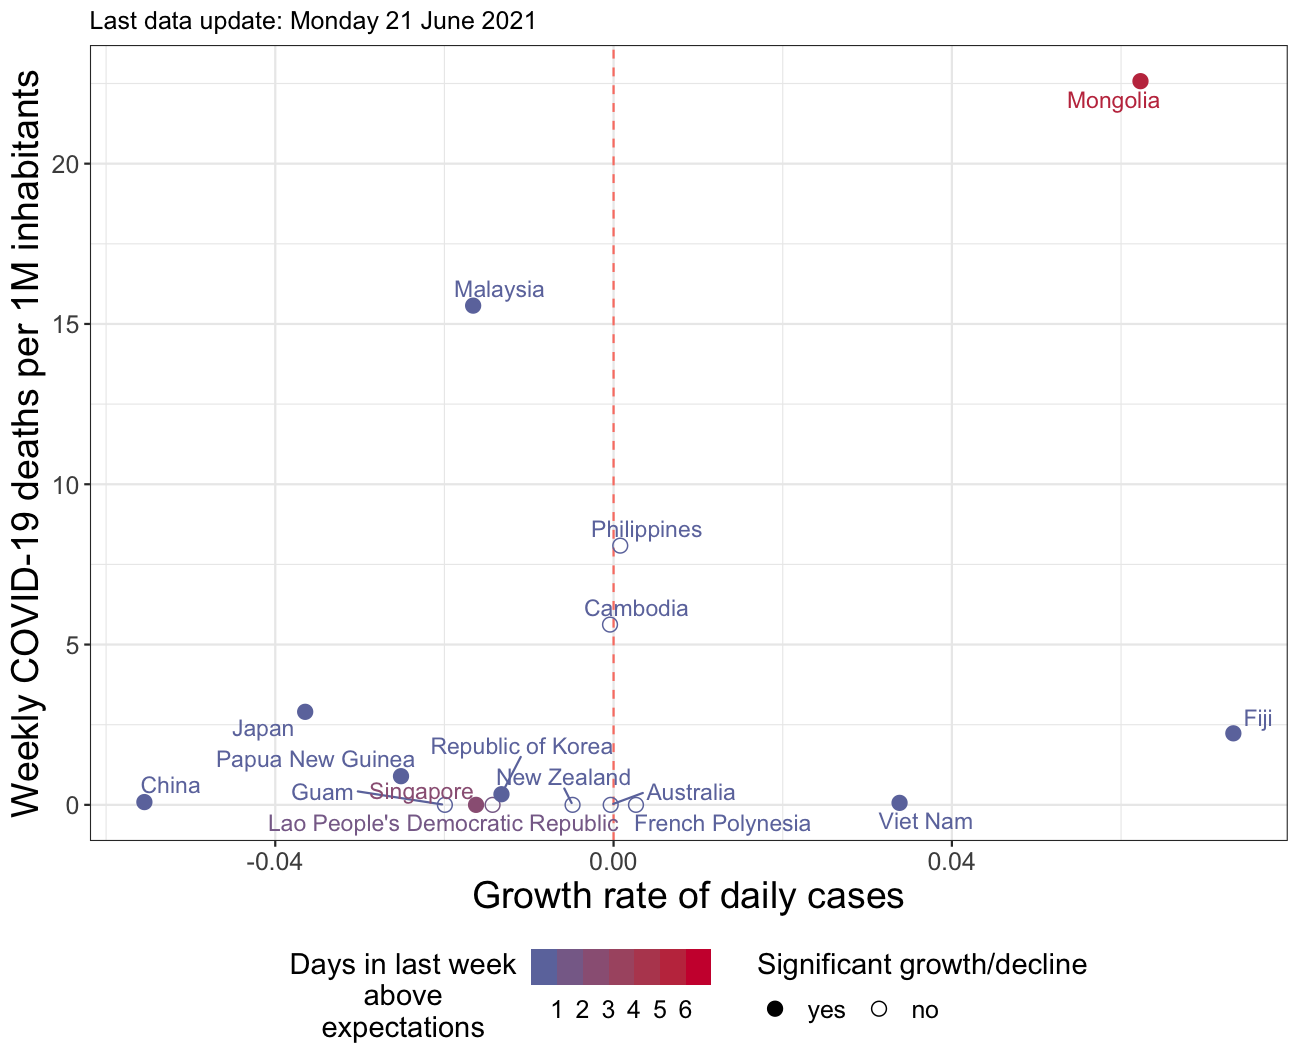 Last data update: Monday 21 June 2021
Weekly COVID-19 deaths per 1M inhabitants
20
15
10
5
0
Mongolia
Malaysia
Philippines
Cambodia
Fiji
Japan
Republic of Korea
Papua New Guinea
New Zealand
China
Guam
Singapore
Australia
Lao People's Democratic Republic
French Polynesia
Viet Nam
-0.04
0.00
0.04
Growth rate of daily cases
Days in last week
above
expectations
1 2 3 4 5 6
Significant growth/decline
yes no